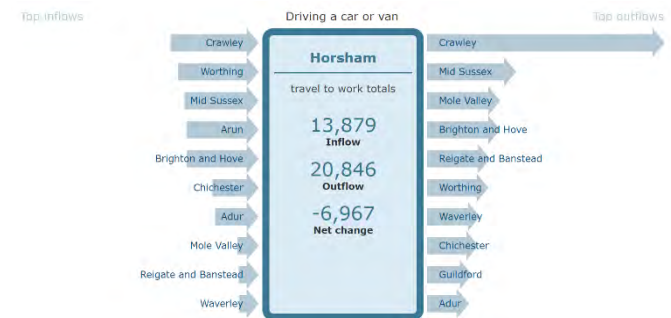 Top inflows
Driving a car or van
Top outflows
Crawley
Worthing
Mid Sussex
Arun
Brighton and Hove
Chichester
Adur
Mole Valley
Reigate and Banstead
Waverley
Horsham
travel to work totals
13,879
Inflow
20,846
Outflow
-6,967
Net change
Crawley
Mid Sussex
Mole Valley
Brighton and Hove
Reigate and Banstead
Worthing
Waverley
Chichester
Guildford
Adur